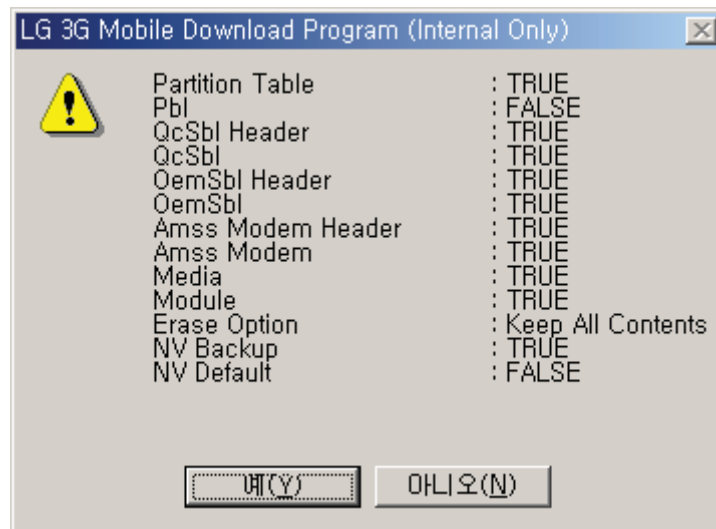 LG 3G Mobile Download Program (Internal Only)
Partition Table : TRUE
Pbl : FALSE
QcSbl Header : TRUE
QcSbl : TRUE
OemSbl Header : TRUE
OemSbl : TRUE
Amss Modem Header : TRUE
Amss Modem : TRUE
Media : TRUE
Module : TRUE
Erase Option : Keep All Contents
NV Backup : TRUE
NV Default : FALSE
예(Y) 아니오(N)